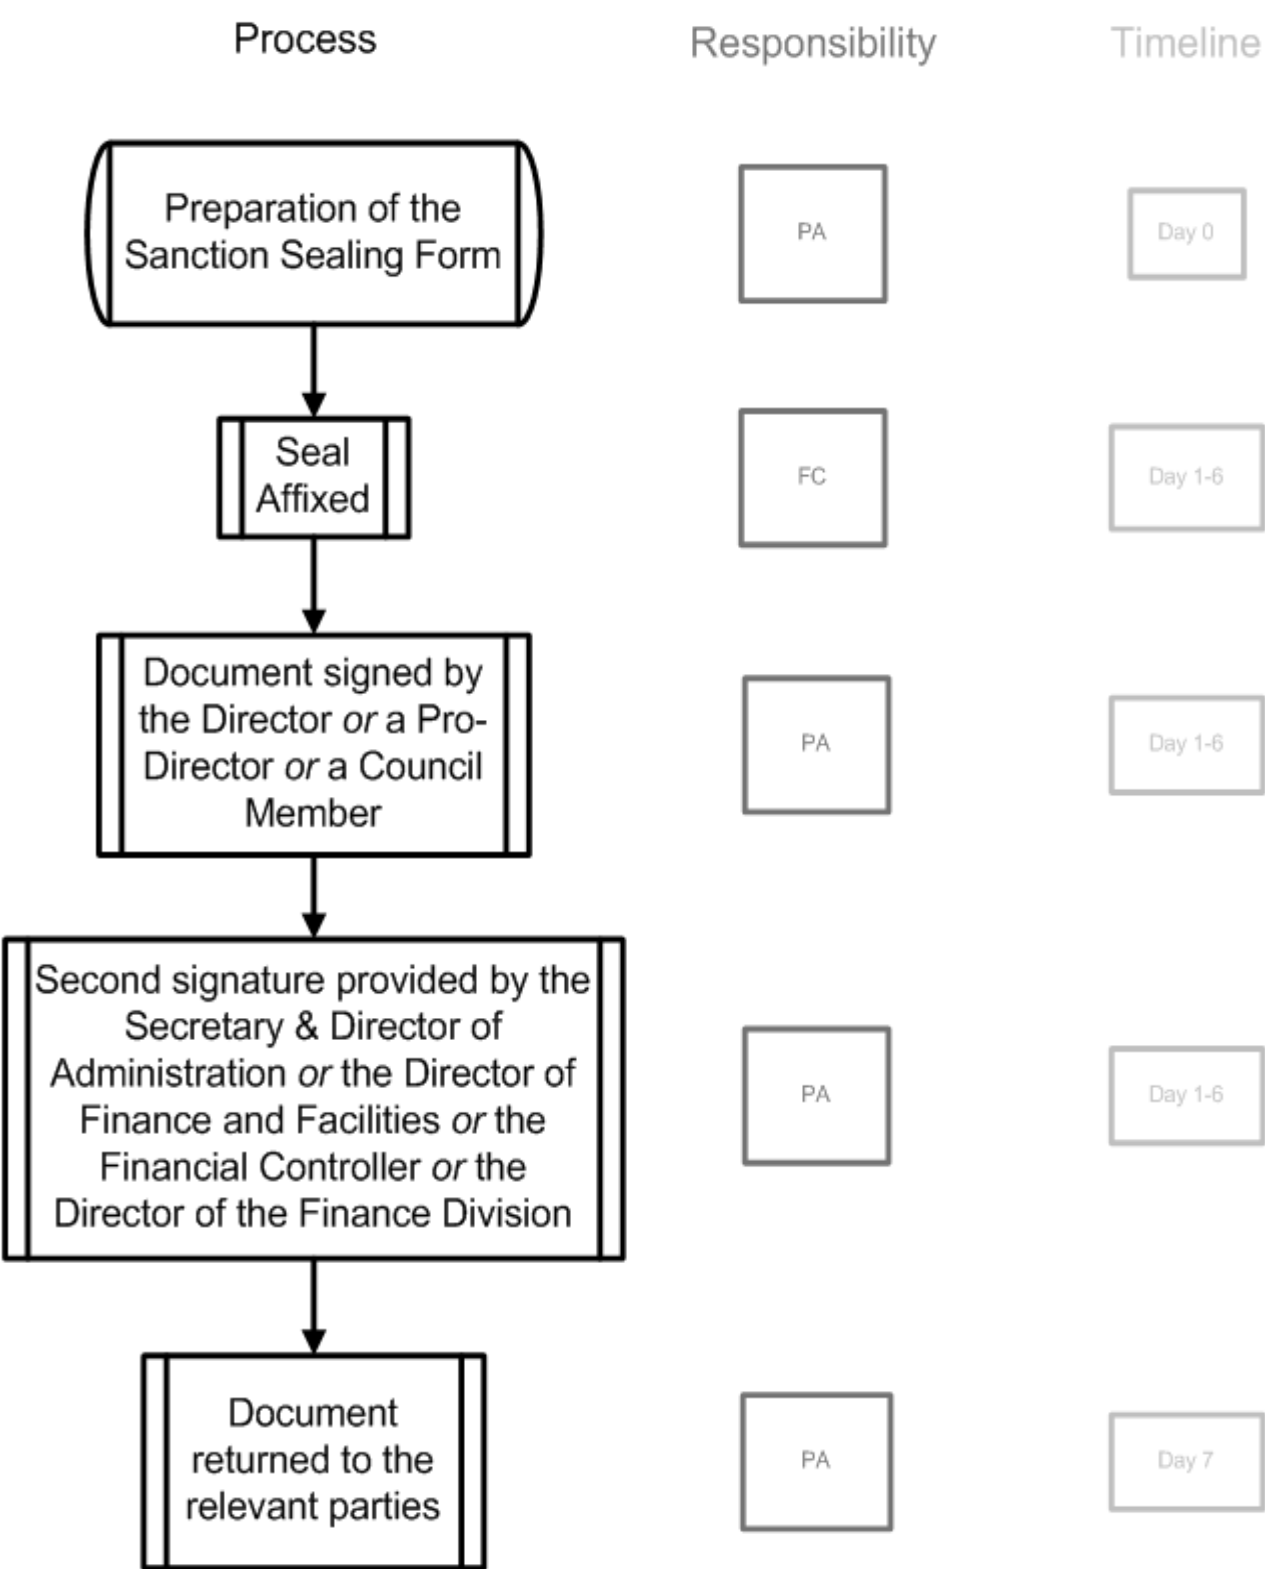 Process Responsibility Timeline
Preparation of the
Sanction Sealing Form
PA
Day 0
Seal
Affixed
FC
Day 1-6
Document signed by
the Director or a Pro-
Director or a Council
Member
PA
Day 1-6
Second signature provided by the
Secretary & Director of
Administration or the Director of
Finance and Facilities or the
Financial Controller or the
Director of the Finance Division
PA
Day 1-6
Document
returned to the
relevant parties
PA
Day 7